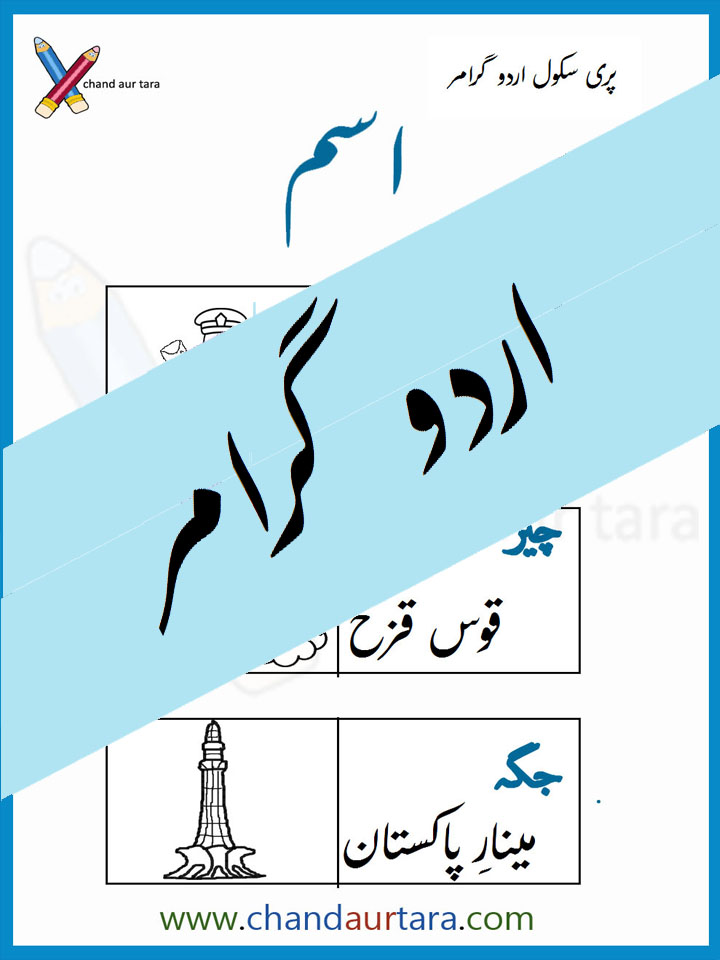 chand aur tara
پری سکول اردو گرامر
اسم
اردو گرامر
چیز
قوس قزح
جگہ
مینارِ پاکستان
www.chandaurtara.com